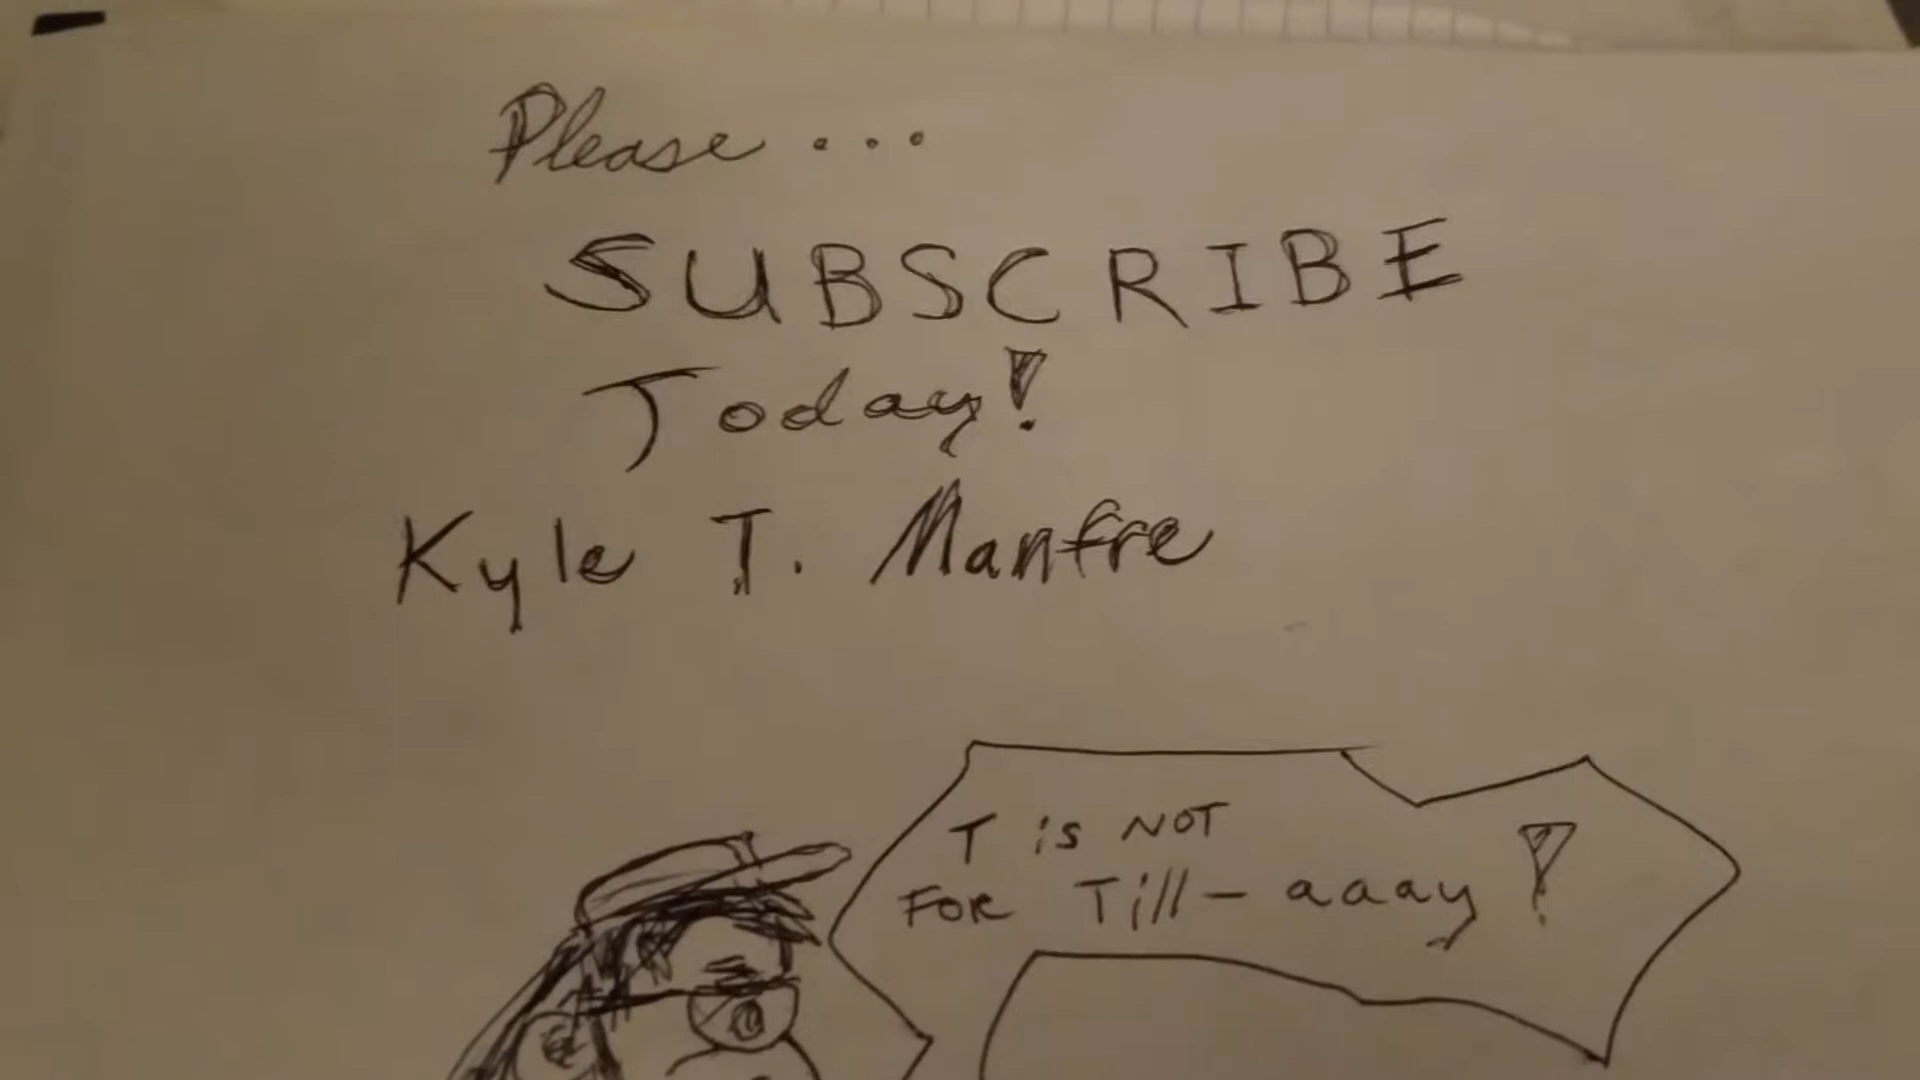 Please...
SUBSCRIBE
Today!
Kyle T. Manfre
T is NOT
FOR Till-aaay!